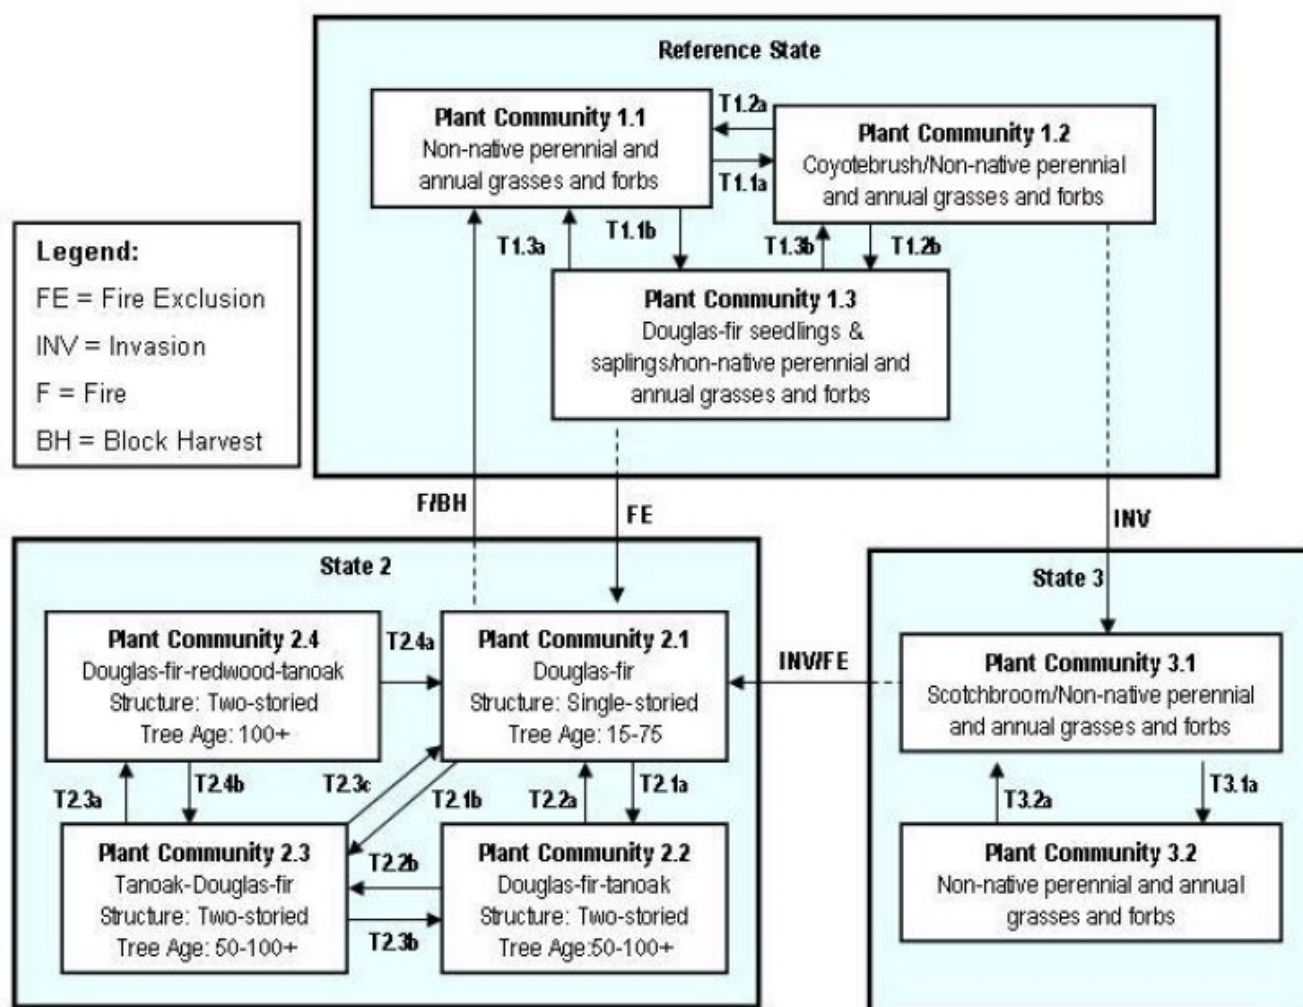 Reference State
Plant Community 1.1
Non-native perennial and
annual grasses and forbs
T1.2a
T1.1a
Plant Community 1.2
Coyotebrush/Non-native perennial
and annual grasses and forbs
T1.3a
T1.1b
T1.3b
T1.2b
Plant Community 1.3
Douglas-fir seedlings &
saplings/non-native perennial and
annual grasses and forbs
Legend:
FE = Fire Exclusion
INV = Invasion
F = Fire
BH = Block Harvest
F/BH
FE
INV
State 2
Plant Community 2.4
Douglas-fir-redwood-tanoak
Structure: Two-storied
Tree Age: 100+
T2.4a
Plant Community 2.1
Douglas-fir
Structure: Single-storied
Tree Age: 15-75
INV/FE
T2.3a
T2.4b
T2.3c
T2.1b
T2.2a
T2.1a
Plant Community 2.3
Tanoak-Douglas-fir
Structure: Two-storied
Tree Age: 50-100+
T2.2b
T2.3b
Plant Community 2.2
Douglas-fir-tanoak
Structure: Two-storied
Tree Age:50-100+
State 3
Plant Community 3.1
Scotchbroom/Non-native perennial
and annual grasses and forbs
T3.2a
T3.1a
Plant Community 3.2
Non-native perennial and annual
grasses and forbs